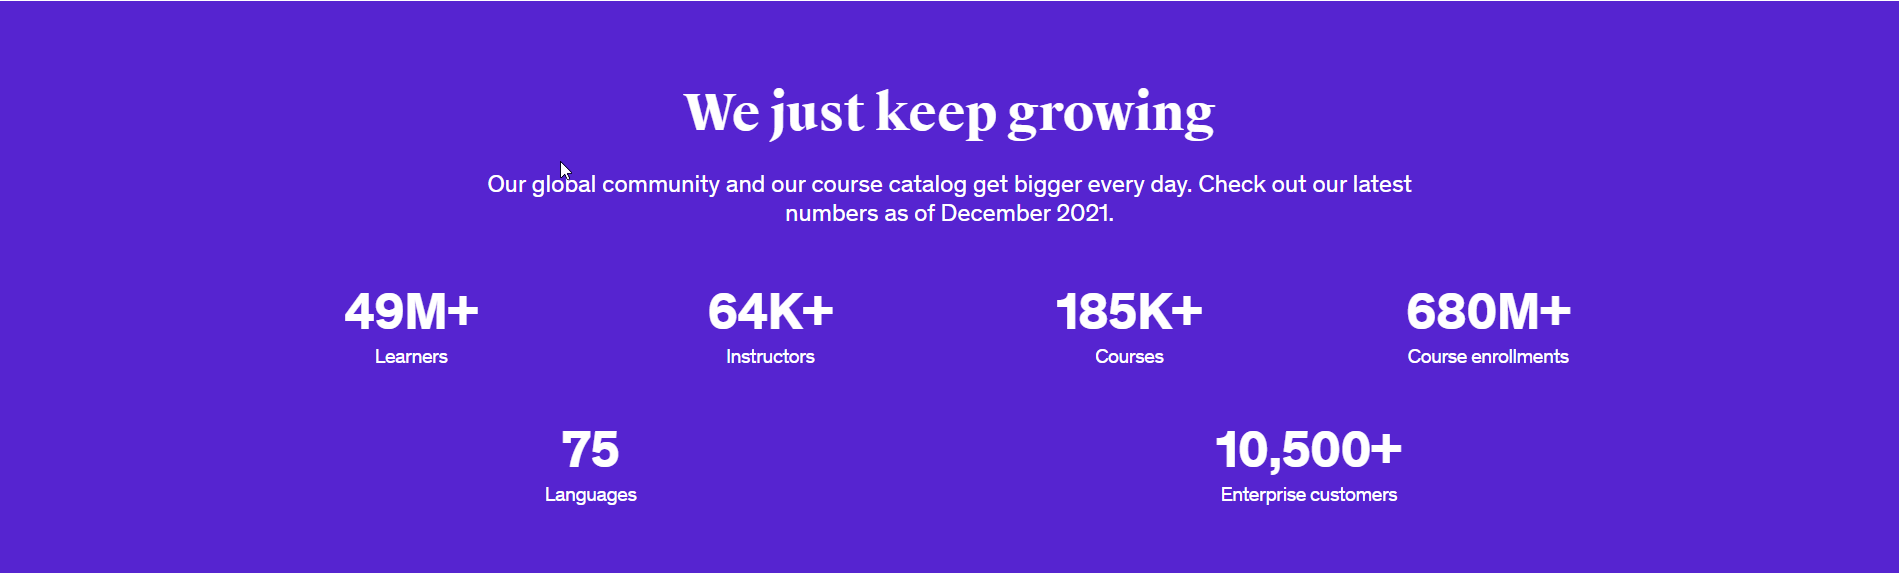 We just keep growing
Our global community and our course catalog get bigger every day. Check out our latest
numbers as of December 2021.
49M+
Learners
64K+
Instructors
185K+
Courses
680M+
Course enrollments
75
Languages
10,500+
Enterprise customers